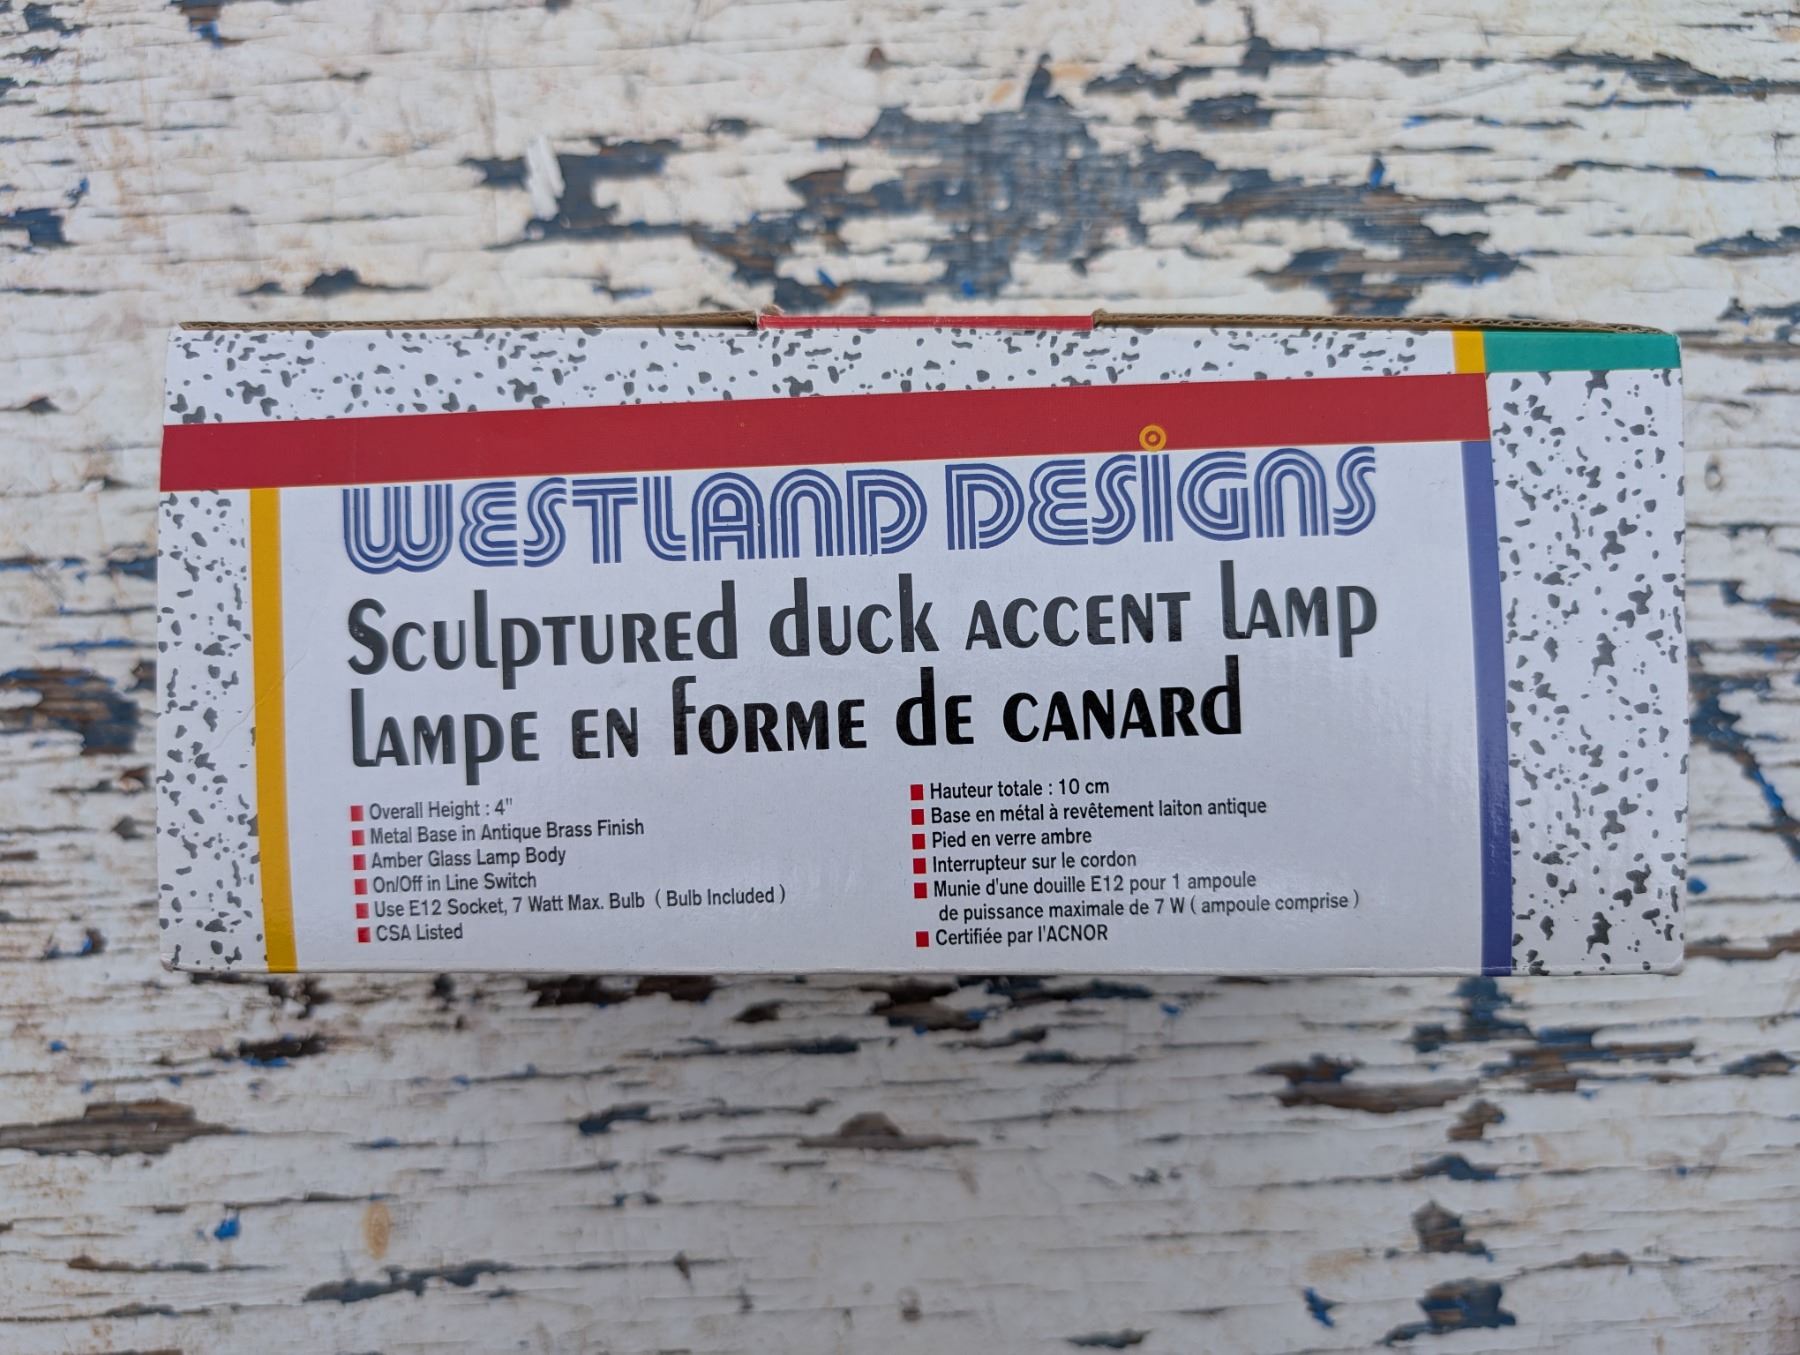 WESTLAND DESIGNS
Sculptured duck accent lamp
lampe en forme de canard
Overall Height : 4"
Metal Base in Antique Brass Finish
Amber Glass Lamp Body
On/Off in Line Switch
Use E12 Socket, 7 Watt Max. Bulb ( Bulb Included )
CSA Listed
Hauteur totale : 10 cm
Base en métal à revêtement laiton antique
Pied en verre ambre
Interrupteur sur le cordon
Munie d'une douille E12 pour 1 ampoule
de puissance maximale de 7 W ( ampoule comprise )
Certifiée par l'ACNOR